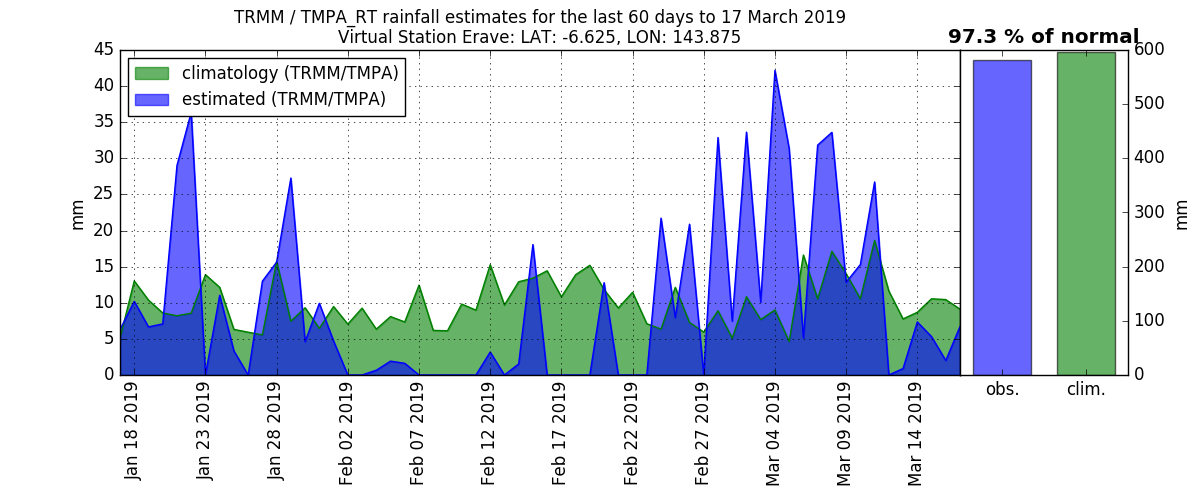 TRMM / TMPA_RT rainfall estimates for the last 60 days to 17 March 2019
Virtual Station Erave: LAT: -6.625, LON: 143.875
97.3 % of normal
climatology (TRMM/TMPA)
estimated (TRMM/TMPA)
mm
45
40
35
30
25
20
15
10
5
0
Jan 18 2019
Jan 23 2019
Jan 28 2019
Feb 02 2019
Feb 07 2019
Feb 12 2019
Feb 17 2019
Feb 22 2019
Feb 27 2019
Mar 04 2019
Mar 09 2019
Mar 14 2019
600
500
400
300
200
100
0
mm
obs.
clim.